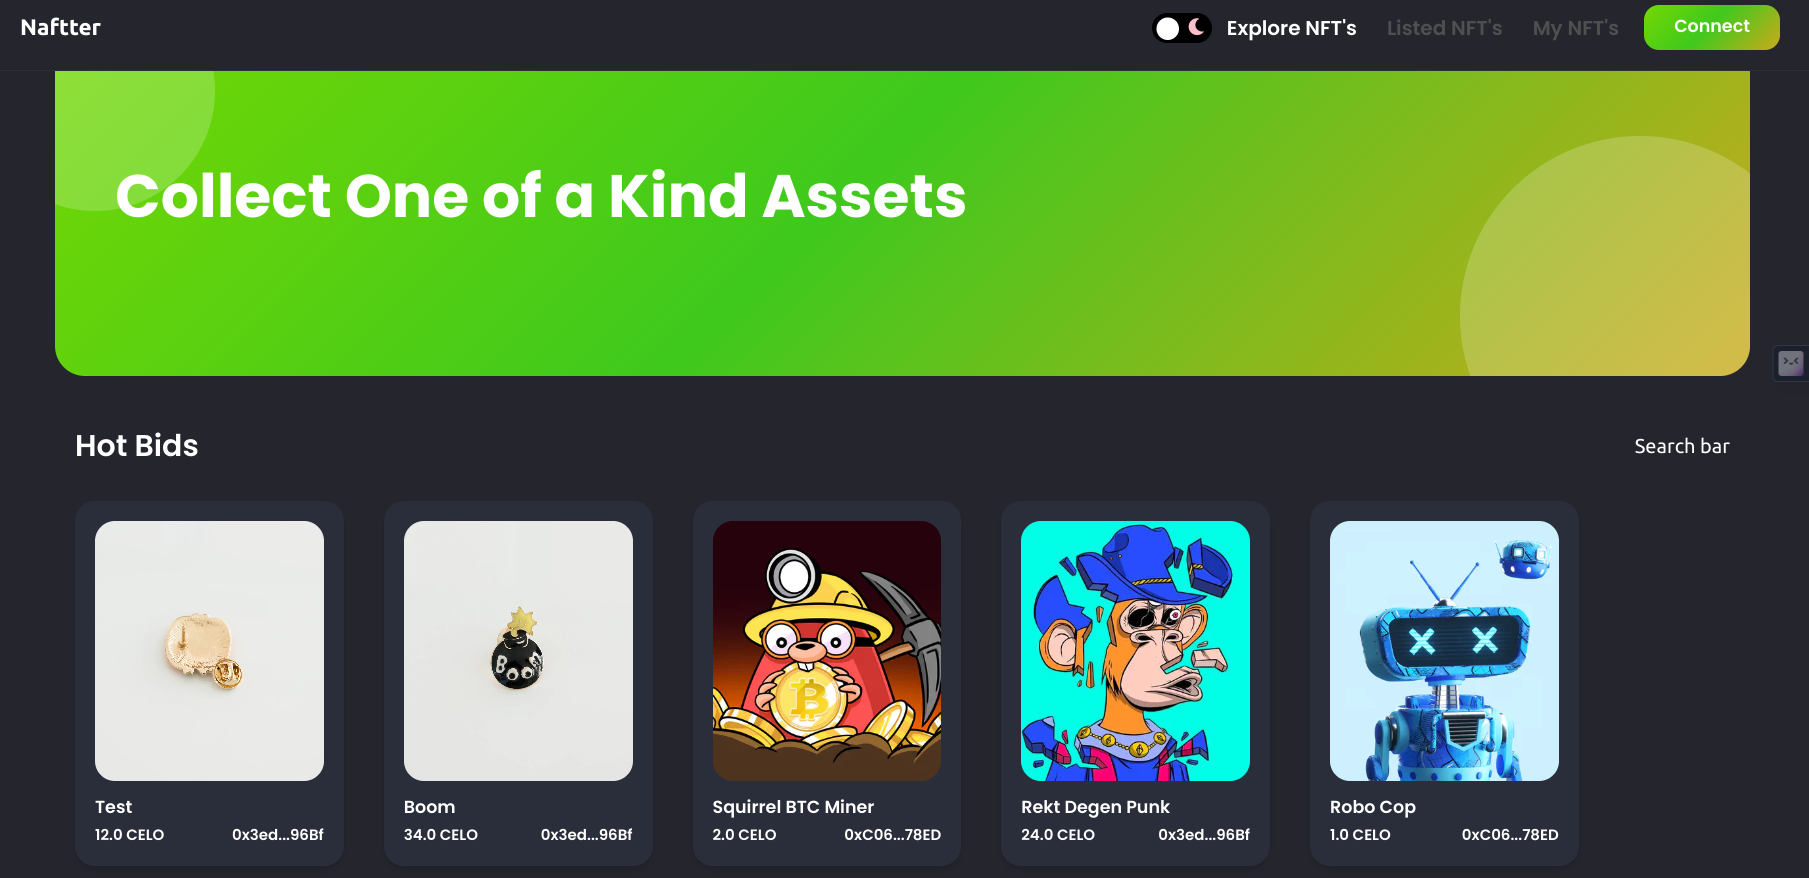 Naftter
Explore NFT's
Listed NFT's
My NFT's
Connect
Collect One of a Kind Assets
Hot Bids
Search bar
Test
12.0 CELO 0x3ed...96Bf
Boom
34.0 CELO 0x3ed...96Bf
Squirrel BTC Miner
2.0 CELO 0xC06...78ED
Rekt Degen Punk
24.0 CELO 0x3ed...96Bf
Robo Cop
1.0 CELO 0xC06...78ED